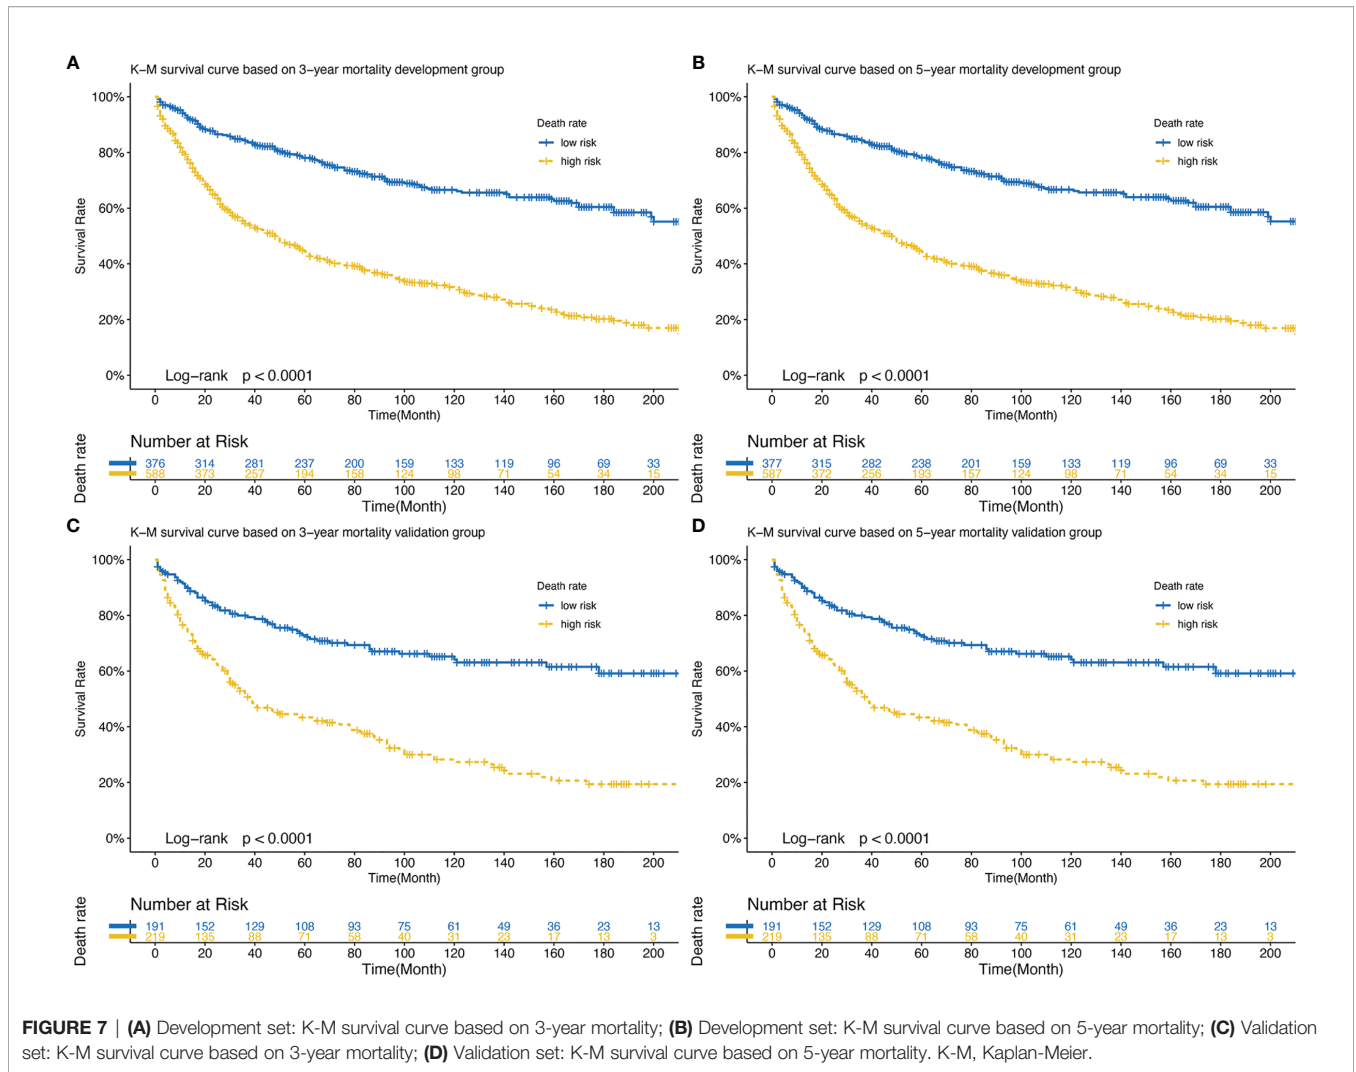 A
K–M survival curve based on 3–year mortality development group
100%
80%
60%
40%
20%
0%
Survival Rate
Death rate
low risk
high risk
Log–rank p < 0.0001
0 20 40 60 80 100 120 140 160 180 200
Time(Month)
Death rate
Number at Risk
376 314 281 237 200 159 133 119 96 69 33
588 373 257 194 158 124 98 71 54 34 15
0 20 40 60 80 100 120 140 160 180 200
Time(Month)
B
K–M survival curve based on 5–year mortality development group
100%
80%
60%
40%
20%
0%
Survival Rate
Death rate
low risk
high risk
Log–rank p < 0.0001
0 20 40 60 80 100 120 140 160 180 200
Time(Month)
Death rate
Number at Risk
377 315 282 238 201 159 133 119 96 69 33
587 372 256 193 157 124 98 71 54 34 15
0 20 40 60 80 100 120 140 160 180 200
Time(Month)
C
K–M survival curve based on 3–year mortality validation group
100%
80%
60%
40%
20%
0%
Survival Rate
Death rate
low risk
high risk
Log–rank p < 0.0001
0 20 40 60 80 100 120 140 160 180 200
Time(Month)
Death rate
Number at Risk
191 152 129 108 93 75 61 49 36 23 13
219 135 88 71 58 40 31 23 17 13 3
0 20 40 60 80 100 120 140 160 180 200
Time(Month)
D
K–M survival curve based on 5–year mortality validation group
100%
80%
60%
40%
20%
0%
Survival Rate
Death rate
low risk
high risk
Log–rank p < 0.0001
0 20 40 60 80 100 120 140 160 180 200
Time(Month)
Death rate
Number at Risk
191 152 129 108 93 75 61 49 36 23 13
219 135 88 71 58 40 31 23 17 13 3
0 20 40 60 80 100 120 140 160 180 200
Time(Month)
FIGURE 7 | (A) Development set: K-M survival curve based on 3-year mortality; (B) Development set: K-M survival curve based on 5-year mortality; (C) Validation
set: K-M survival curve based on 3-year mortality; (D) Validation set: K-M survival curve based on 5-year mortality. K-M, Kaplan-Meier.